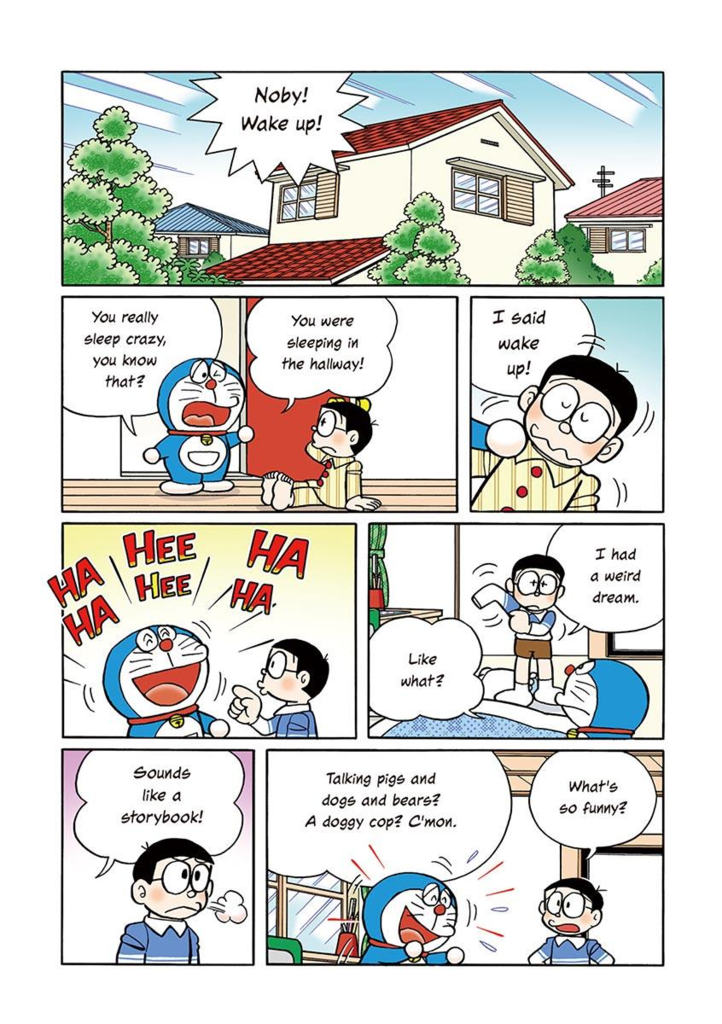 Noby!
Wake up!
I said
wake
up!
You were
sleeping in
the hallway!
You really
sleep crazy,
you know
that?
I had
a weird
dream.
Like
what?
HA
HA
HEE
HEE
HA
HA
What's
so funny?
Talking pigs and
dogs and bears?
A doggy cop? C'mon.
Sounds
like a
storybook!